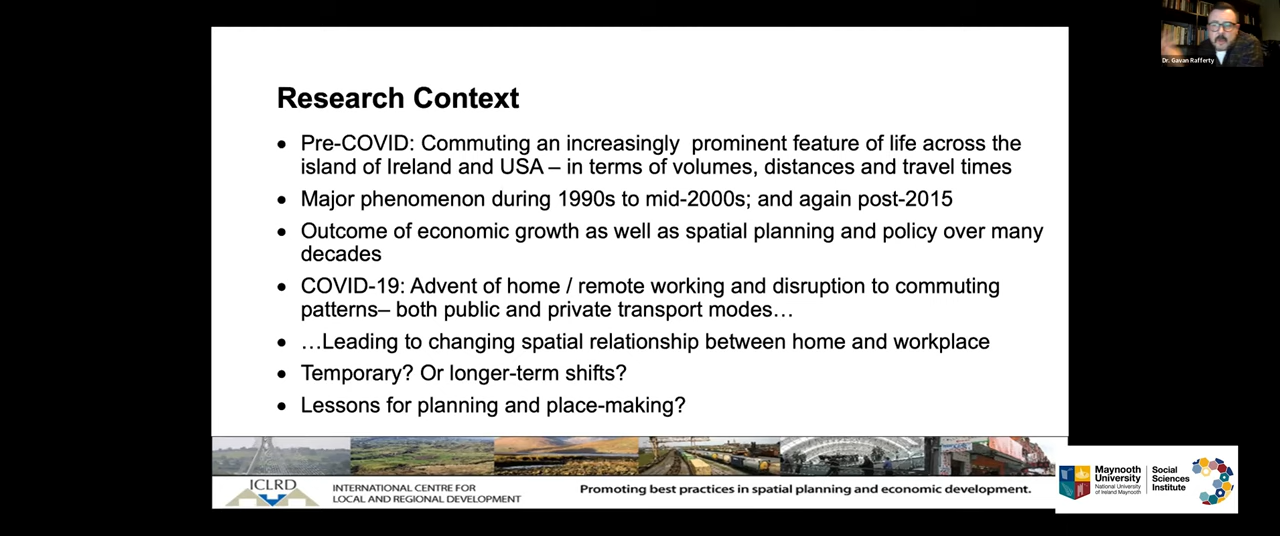 Dr. Gavan Rafferty
Research Context
• Pre-COVID: Commuting an increasingly prominent feature of life across the
island of Ireland and USA – in terms of volumes, distances and travel times
• Major phenomenon during 1990s to mid-2000s; and again post-2015
• Outcome of economic growth as well as spatial planning and policy over many
decades
• COVID-19: Advent of home / remote working and disruption to commuting
patterns– both public and private transport modes…
• …Leading to changing spatial relationship between home and workplace
• Temporary? Or longer-term shifts?
• Lessons for planning and place-making?
ICLRD
INTERNATIONAL CENTRE FOR
LOCAL AND REGIONAL DEVELOPMENT
Promoting best practices in spatial planning and economic development.
Maynooth
University
National University
of Ireland Maynooth
Social
Sciences
Institute